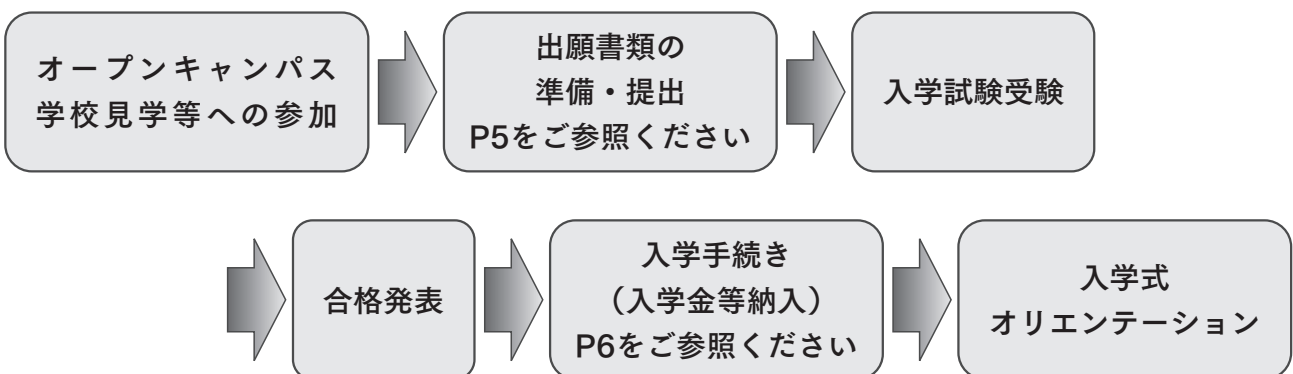 オープンキャンパス
学校見学等への参加
出願書類の
準備・提出
P5をご参照ください
入学試験受験
合格発表
入学手続き
（入学金等納入）
P6をご参照ください
入学式
オリエンテーション